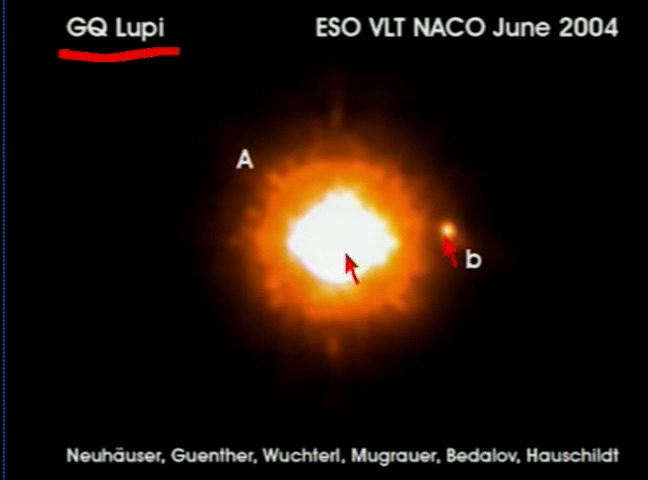 GQ Lupi
ESO VLT NACO June 2004
A
b
Neuhäuser, Guenther, Wuchterl, Mugrauer, Bedalov, Hauschildt